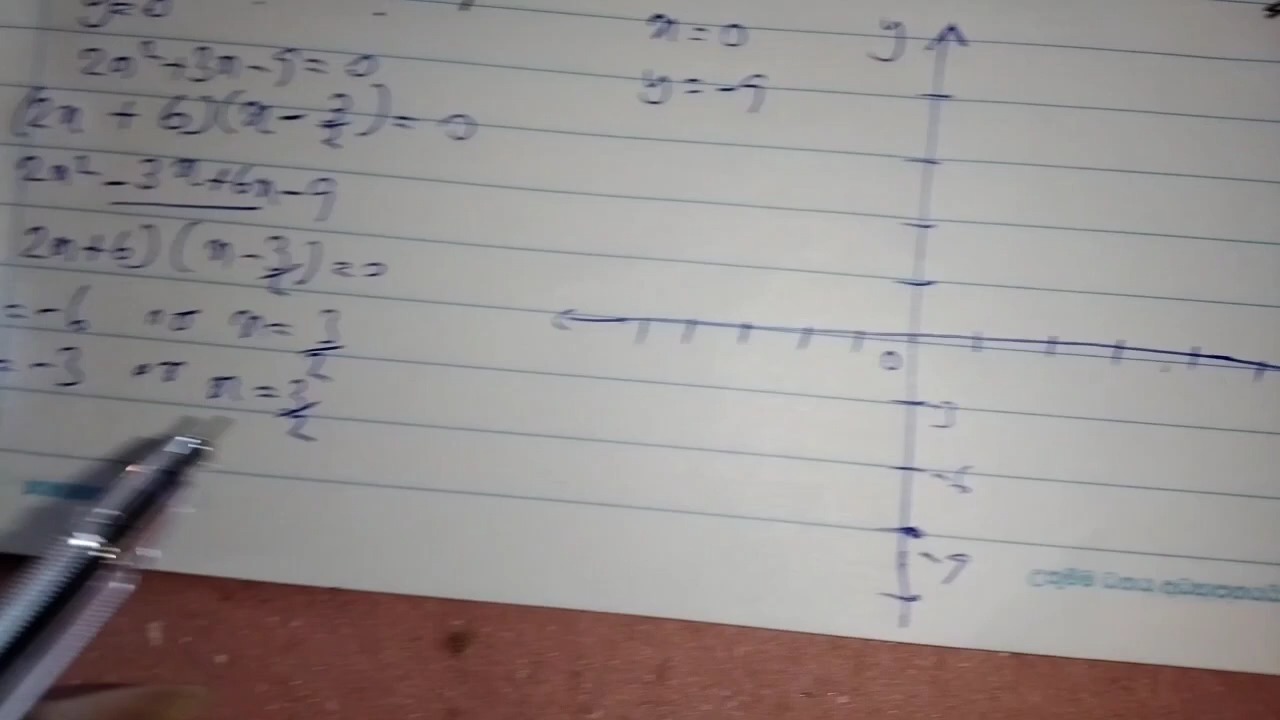 y=0
2x²+3x-9=0
(2x + 6)(x - 3/2) = 0
2x² - 3x+6x - 9
2x+6)(x - 3/2) = 0
= -6 or x = 3/2
= -3 or x = 3/2
x = 0
y = -9
y
0
-3
-6
-9